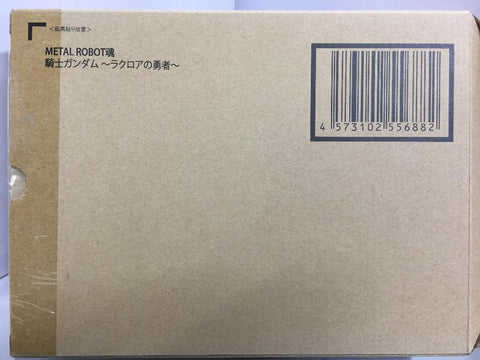 <伝票貼り位置>
METAL ROBOT魂
騎士ガンダム ~ラクロアの勇者~
4 573102 556882